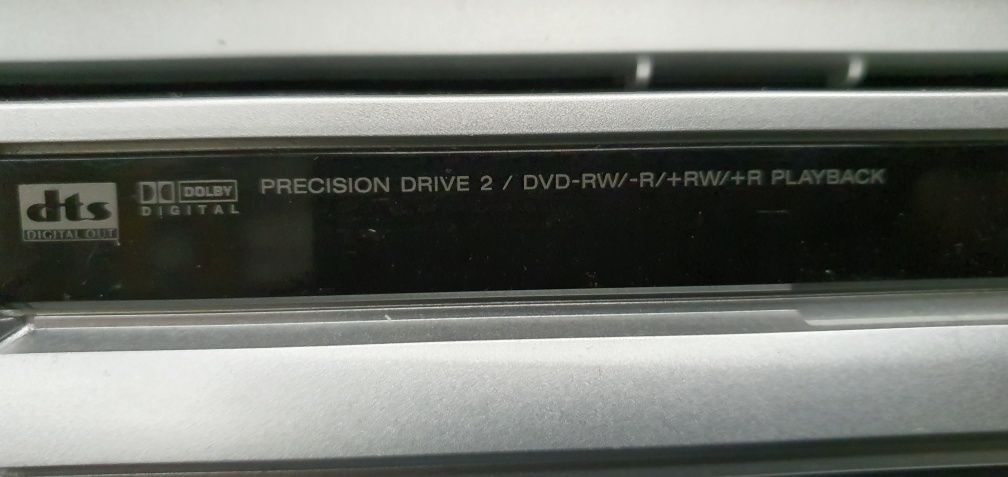 dts
DIGITAL OUT
DOLBY
DIGITAL
PRECISION DRIVE 2 / DVD-RW/-R/+RW/+R PLAYBACK